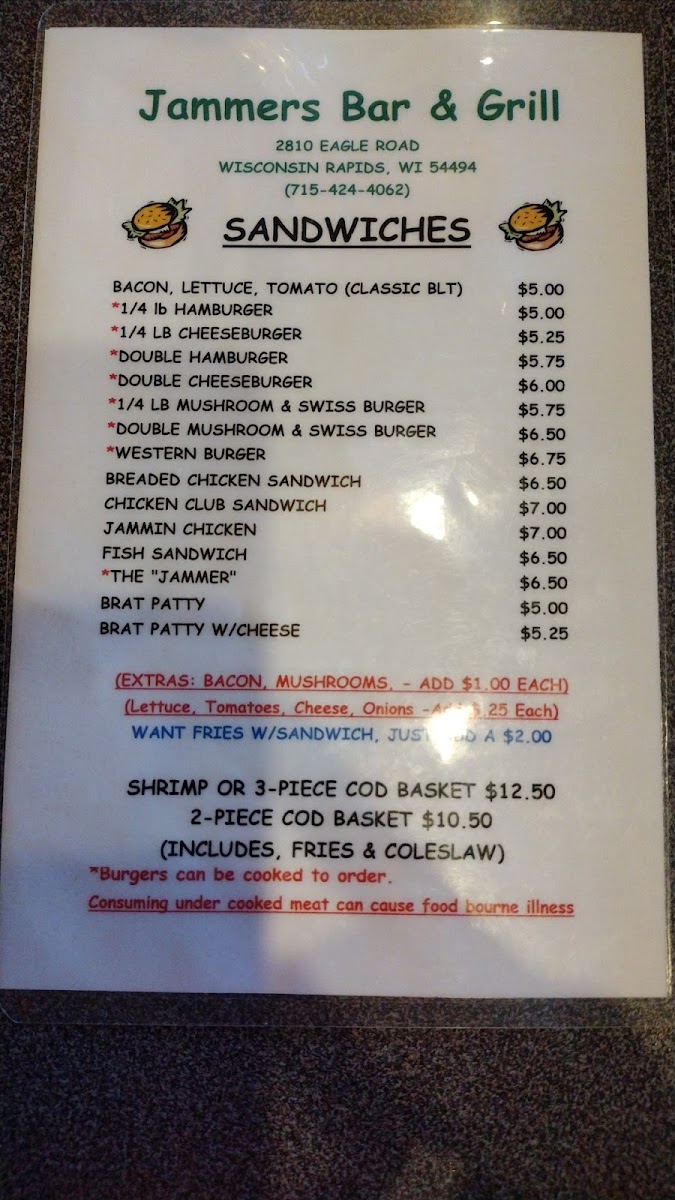 Jammers Bar & Grill
2810 EAGLE ROAD
WISCONSIN RAPIDS, WI 54494
(715-424-4062)
SANDWICHES
BACON, LETTUCE, TOMATO (CLASSIC BLT) $5.00
*1/4 lb HAMBURGER $5.00
*1/4 LB CHEESEBURGER $5.25
*DOUBLE HAMBURGER $5.75
*DOUBLE CHEESEBURGER $6.00
*1/4 LB MUSHROOM & SWISS BURGER $5.75
*DOUBLE MUSHROOM & SWISS BURGER $6.50
*WESTERN BURGER $6.75
BREADED CHICKEN SANDWICH $6.50
CHICKEN CLUB SANDWICH $7.00
JAMMIN CHICKEN $7.00
FISH SANDWICH $6.50
*THE "JAMMER" $6.50
BRAT PATTY $5.00
BRAT PATTY W/CHEESE $5.25
(EXTRAS: BACON, MUSHROOMS, - ADD $1.00 EACH)
(Lettuce, Tomatoes, Cheese, Onions - Each)
WANT FRIES W/SANDWICH, A $2.00
SHRIMP OR 3-PIECE COD BASKET $12.50
2-PIECE COD BASKET $10.50
(INCLUDES, FRIES & COLESLAW)
*Burgers can be cooked to order.
Consuming under cooked meat can cause food bourne illness